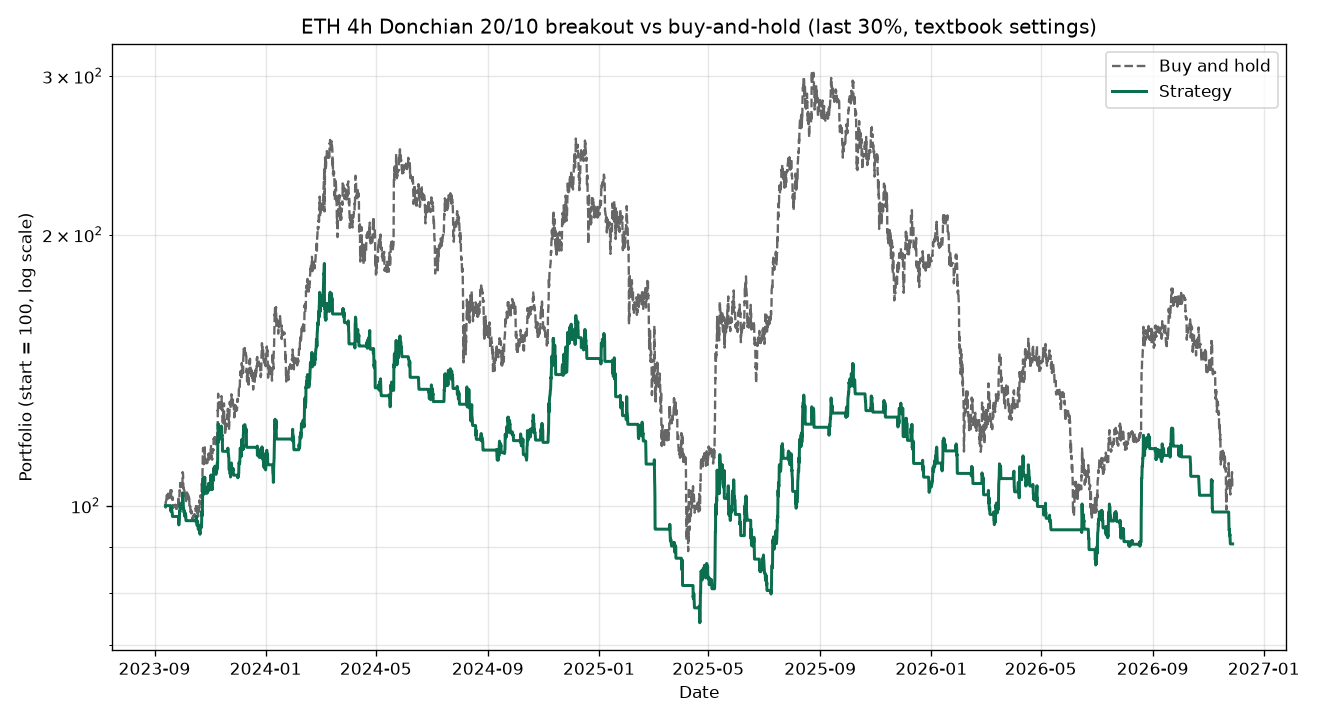 ETH 4h Donchian 20/10 breakout vs buy-and-hold (last 30%, textbook settings)
Buy and hold
Strategy
Portfolio (start = 100, log scale)
3 × 10²
2 × 10²
10²
2023-09 2024-01 2024-05 2024-09 2025-01 2025-05 2025-09 2026-01 2026-05 2026-09 2027-01
Date